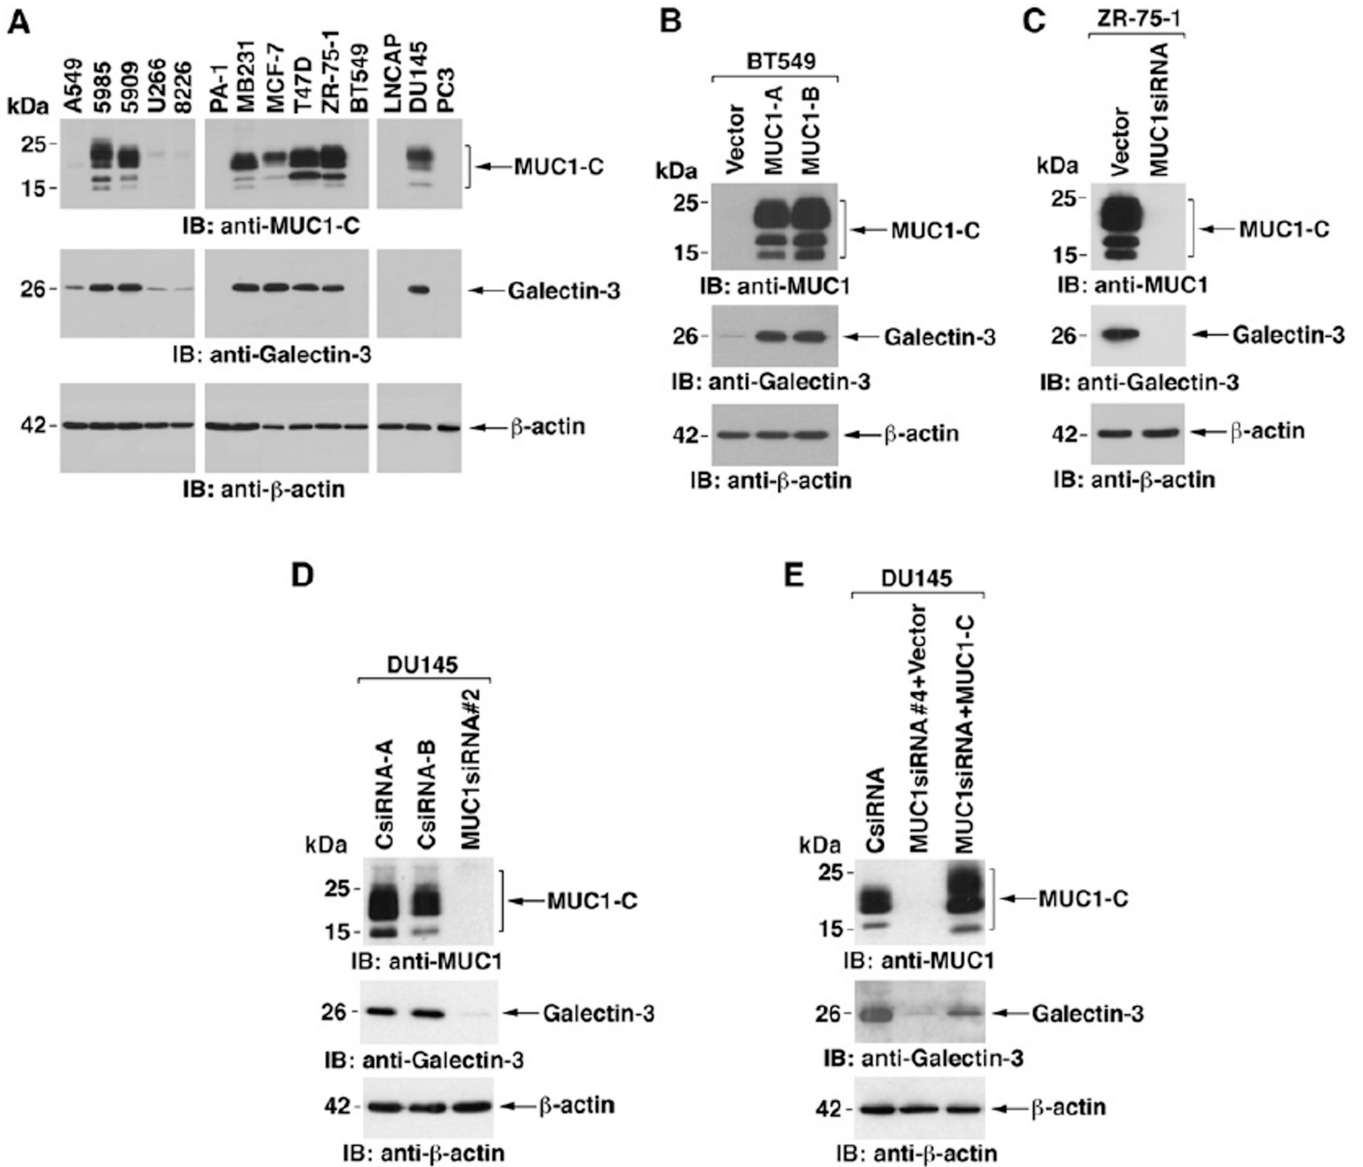 A
A549
5985
5909
U266
8226
PA-1
MB231
MCF-7
T47D
ZR-75-1
BT549
LNCAP
DU145
PC3
kDa
25-
15-
MUC1-C
IB: anti-MUC1-C
26-
Galectin-3
IB: anti-Galectin-3
42-
β-actin
IB: anti-β-actin
B
BT549
Vector
MUC1-A
MUC1-B
kDa
25-
15-
MUC1-C
IB: anti-MUC1
26-
Galectin-3
IB: anti-Galectin-3
42-
β-actin
IB: anti-β-actin
C
ZR-75-1
Vector
MUC1siRNA
kDa
25-
15-
MUC1-C
IB: anti-MUC1
26-
Galectin-3
IB: anti-Galectin-3
42-
β-actin
IB: anti-β-actin
D
DU145
CsiRNA-A
CsiRNA-B
MUC1siRNA#2
kDa
25-
15-
MUC1-C
IB: anti-MUC1
26-
Galectin-3
IB: anti-Galectin-3
42-
β-actin
IB: anti-β-actin
E
DU145
CsiRNA
MUC1siRNA#4+Vector
MUC1siRNA+MUC1-C
kDa
25-
15-
MUC1-C
IB: anti-MUC1
26-
Galectin-3
IB: anti-Galectin-3
42-
β-actin
IB: anti-β-actin